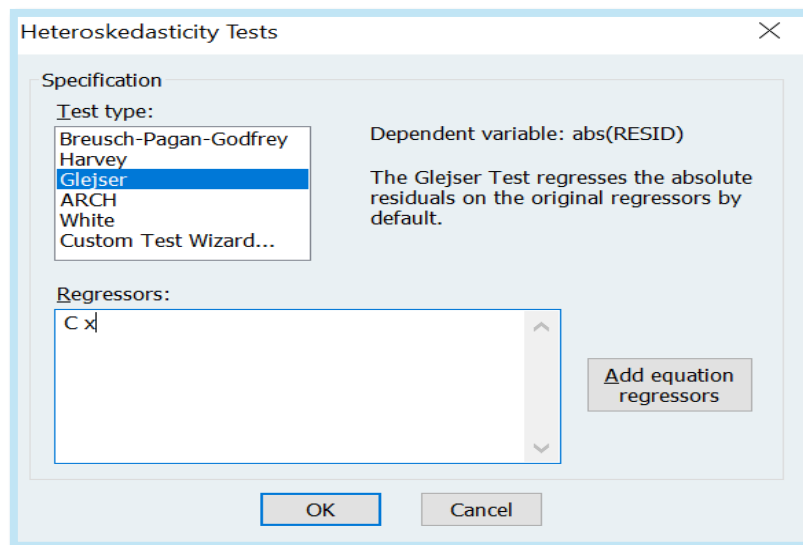 Heteroskedasticity Tests
Specification
Test type:
Breusch-Pagan-Godfrey
Harvey
Glejser
ARCH
White
Custom Test Wizard...
Dependent variable: abs(RESID)
The Glejser Test regresses the absolute
residuals on the original regressors by
default.
Regressors:
C x
Add equation
regressors
OK
Cancel